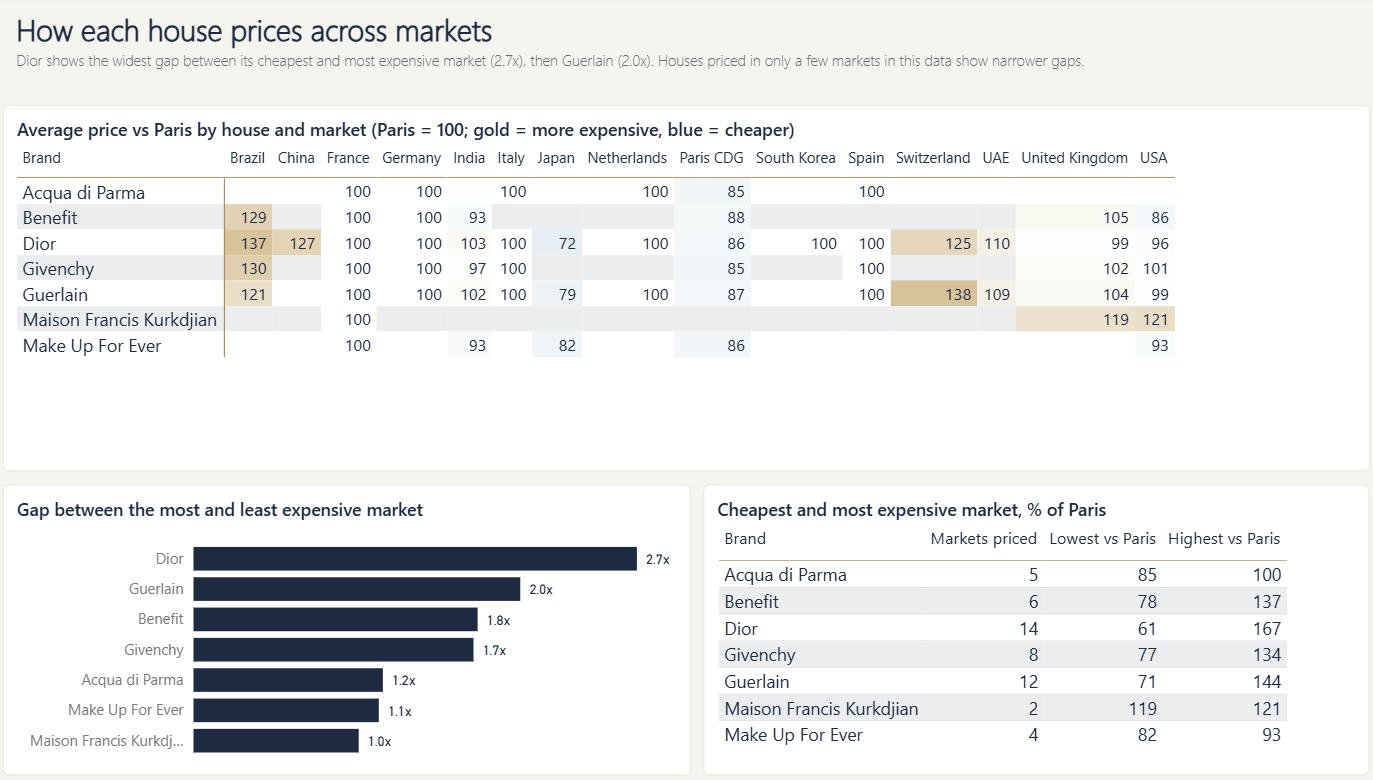 How each house prices across markets
Dior shows the widest gap between its cheapest and most expensive market (2.7x), then Guerlain (2.0x). Houses priced in only a few markets in this data show narrower gaps.
Average price vs Paris by house and market (Paris = 100; gold = more expensive, blue = cheaper)
Brand Brazil China France Germany India Italy Japan Netherlands Paris CDG South Korea Spain Switzerland UAE United Kingdom USA
Acqua di Parma 100 100 100 100 85 100
Benefit 129 100 100 93 88 105 86
Dior 137 127 100 100 103 100 72 100 86 100 100 125 110 99 96
Givenchy 130 100 100 97 100 85 100 102 101
Guerlain 121 100 100 102 100 79 100 87 100 138 109 104 99
Maison Francis Kurkdjian 100 119 121
Make Up For Ever 100 93 82 86 93
Gap between the most and least expensive market
Dior 2.7x
Guerlain 2.0x
Benefit 1.8x
Givenchy 1.7x
Acqua di Parma 1.2x
Make Up For Ever 1.1x
Maison Francis Kurkdj... 1.0x
Cheapest and most expensive market, % of Paris
Brand Markets priced Lowest vs Paris Highest vs Paris
Acqua di Parma 5 85 100
Benefit 6 78 137
Dior 14 61 167
Givenchy 8 77 134
Guerlain 12 71 144
Maison Francis Kurkdjian 2 119 121
Make Up For Ever 4 82 93